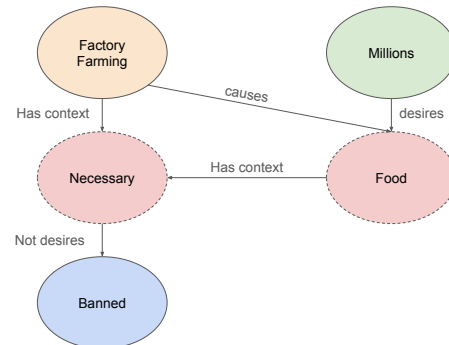 Factory
Farming
Millions
causes
Has context
desires
Has context
Necessary
Food
Not desires
Banned